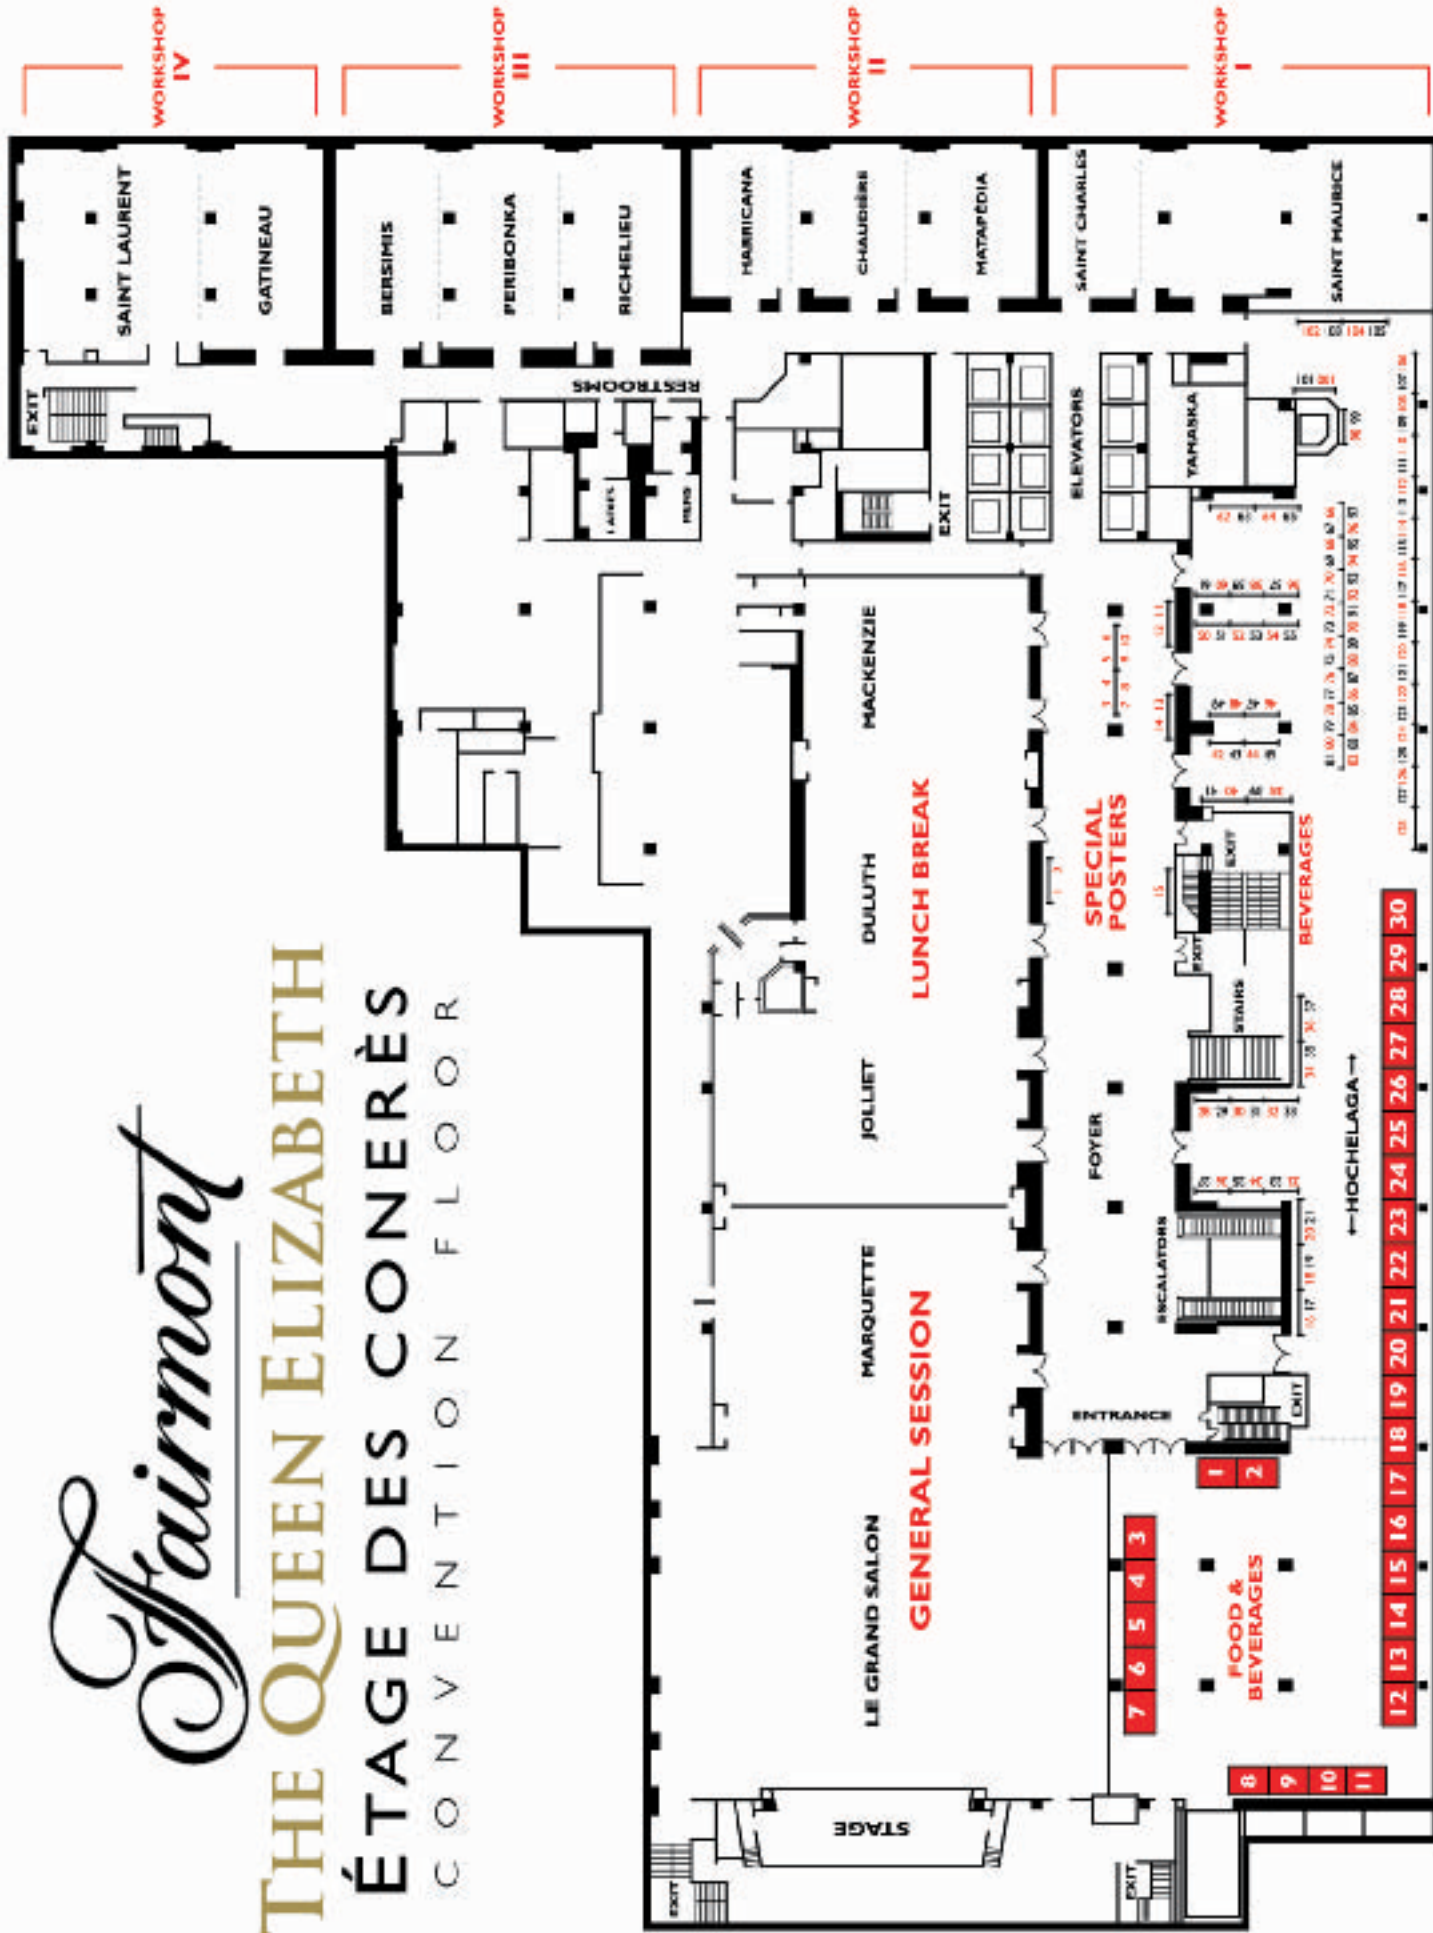 Fairmont
THE QUEEN ELIZABETH
ÉTAGE DES CONERÈS
CONVENTION FLOOR
WORKSHOP
IV
WORKSHOP
III
WORKSHOP
II
WORKSHOP
I
SAINT LAURENT
GATINEAU
BERSIMIS
PERIBONKA
RICHELIEU
HARRICANA
CHAUDIÈRE
MATAPÉDIA
SAINT CHARLES
SAINT MAURICE
EXIT
RESTROOMS
LADIES
MENS
EXIT
ELEVATORS
YAMASKA
MACKENZIE
DULUTH
JOLLIET
LUNCH BREAK
MARQUETTE
LE GRAND SALON
GENERAL SESSION
STAGE
EXIT
EXIT
SPECIAL
POSTERS
FOYER
ENTRANCE
ESCALATORS
STAIRS
EXIT
EXIT
EXIT
BEVERAGES
←HOCHELAGA→
FOOD &
BEVERAGES
1
2
3
4
5
6
7
8
9
10
11
12 13 14 15 16 17 18 19 20 21 22 23 24 25 26 27 28 29 30